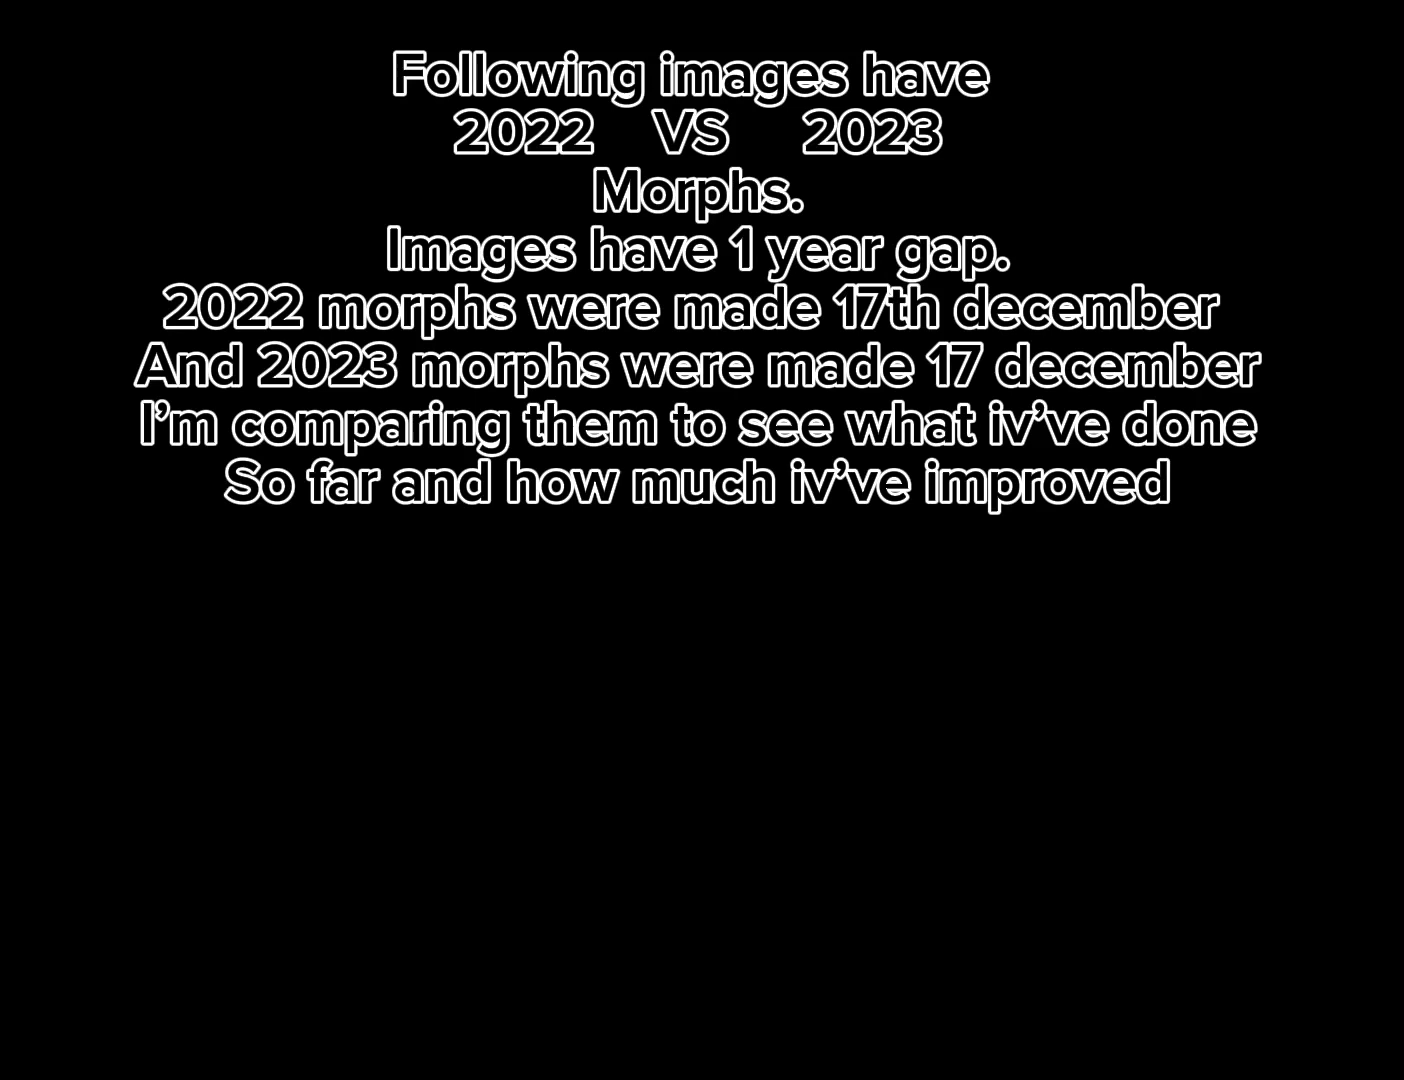 Following images have
2022 VS 2023
Morphs.
Images have 1 year gap.
2022 morphs were made 17th december
And 2023 morphs were made 17 december
I’m comparing them to see what iv’ve done
So far and how much iv’ve improved